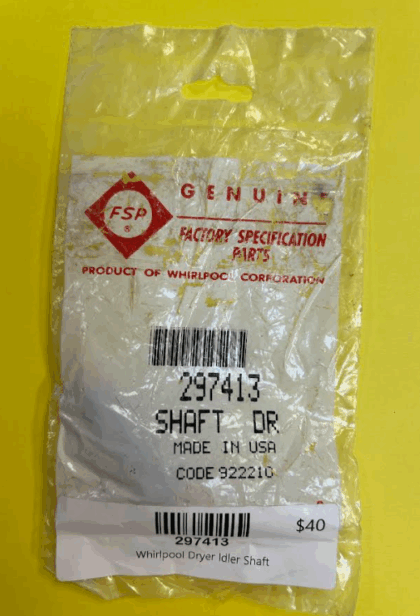 FSP
®
GENUINE
FACTORY SPECIFICATION
PARTS
PRODUCT OF WHIRLPOOL CORPORATION
297413
SHAFT DR
MADE IN USA
CODE 922210
297413
$40
Whirlpool Dryer Idler Shaft